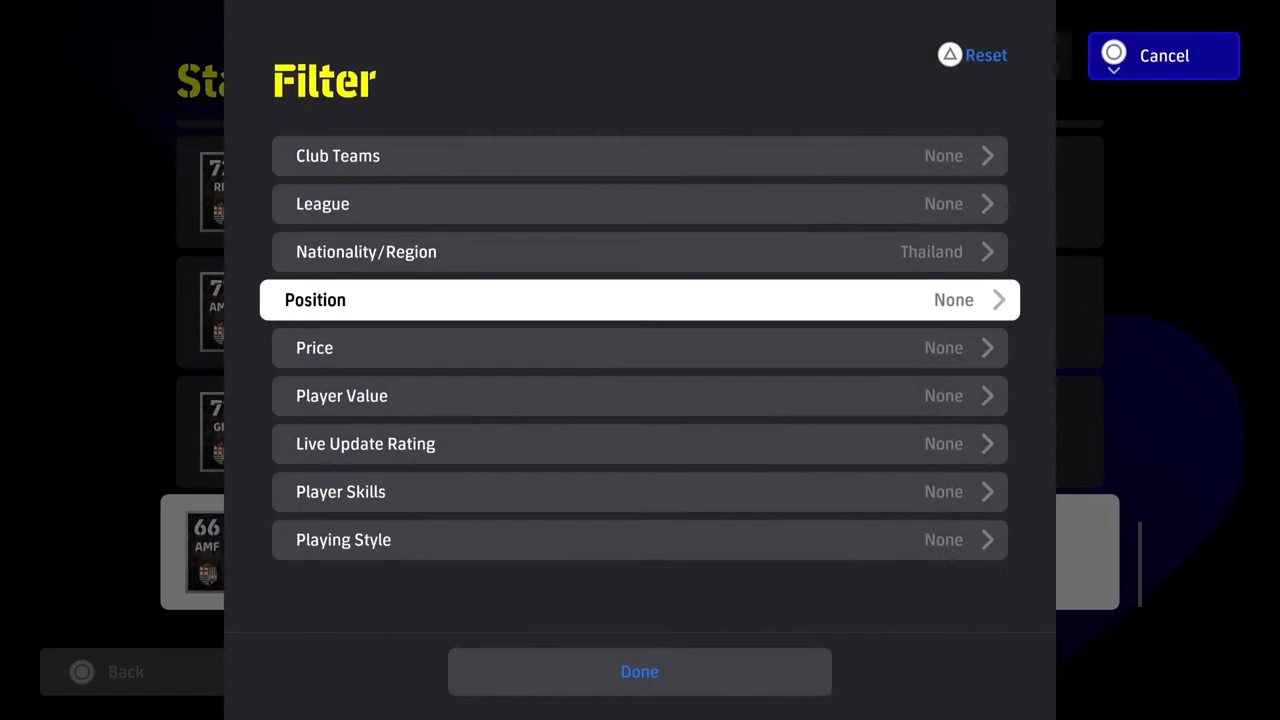 Reset
Cancel
Filter
Club Teams None
League None
Nationality/Region Thailand
Position None
Price None
Player Value None
Live Update Rating None
Player Skills None
Playing Style None
66
AMF
Back
Done